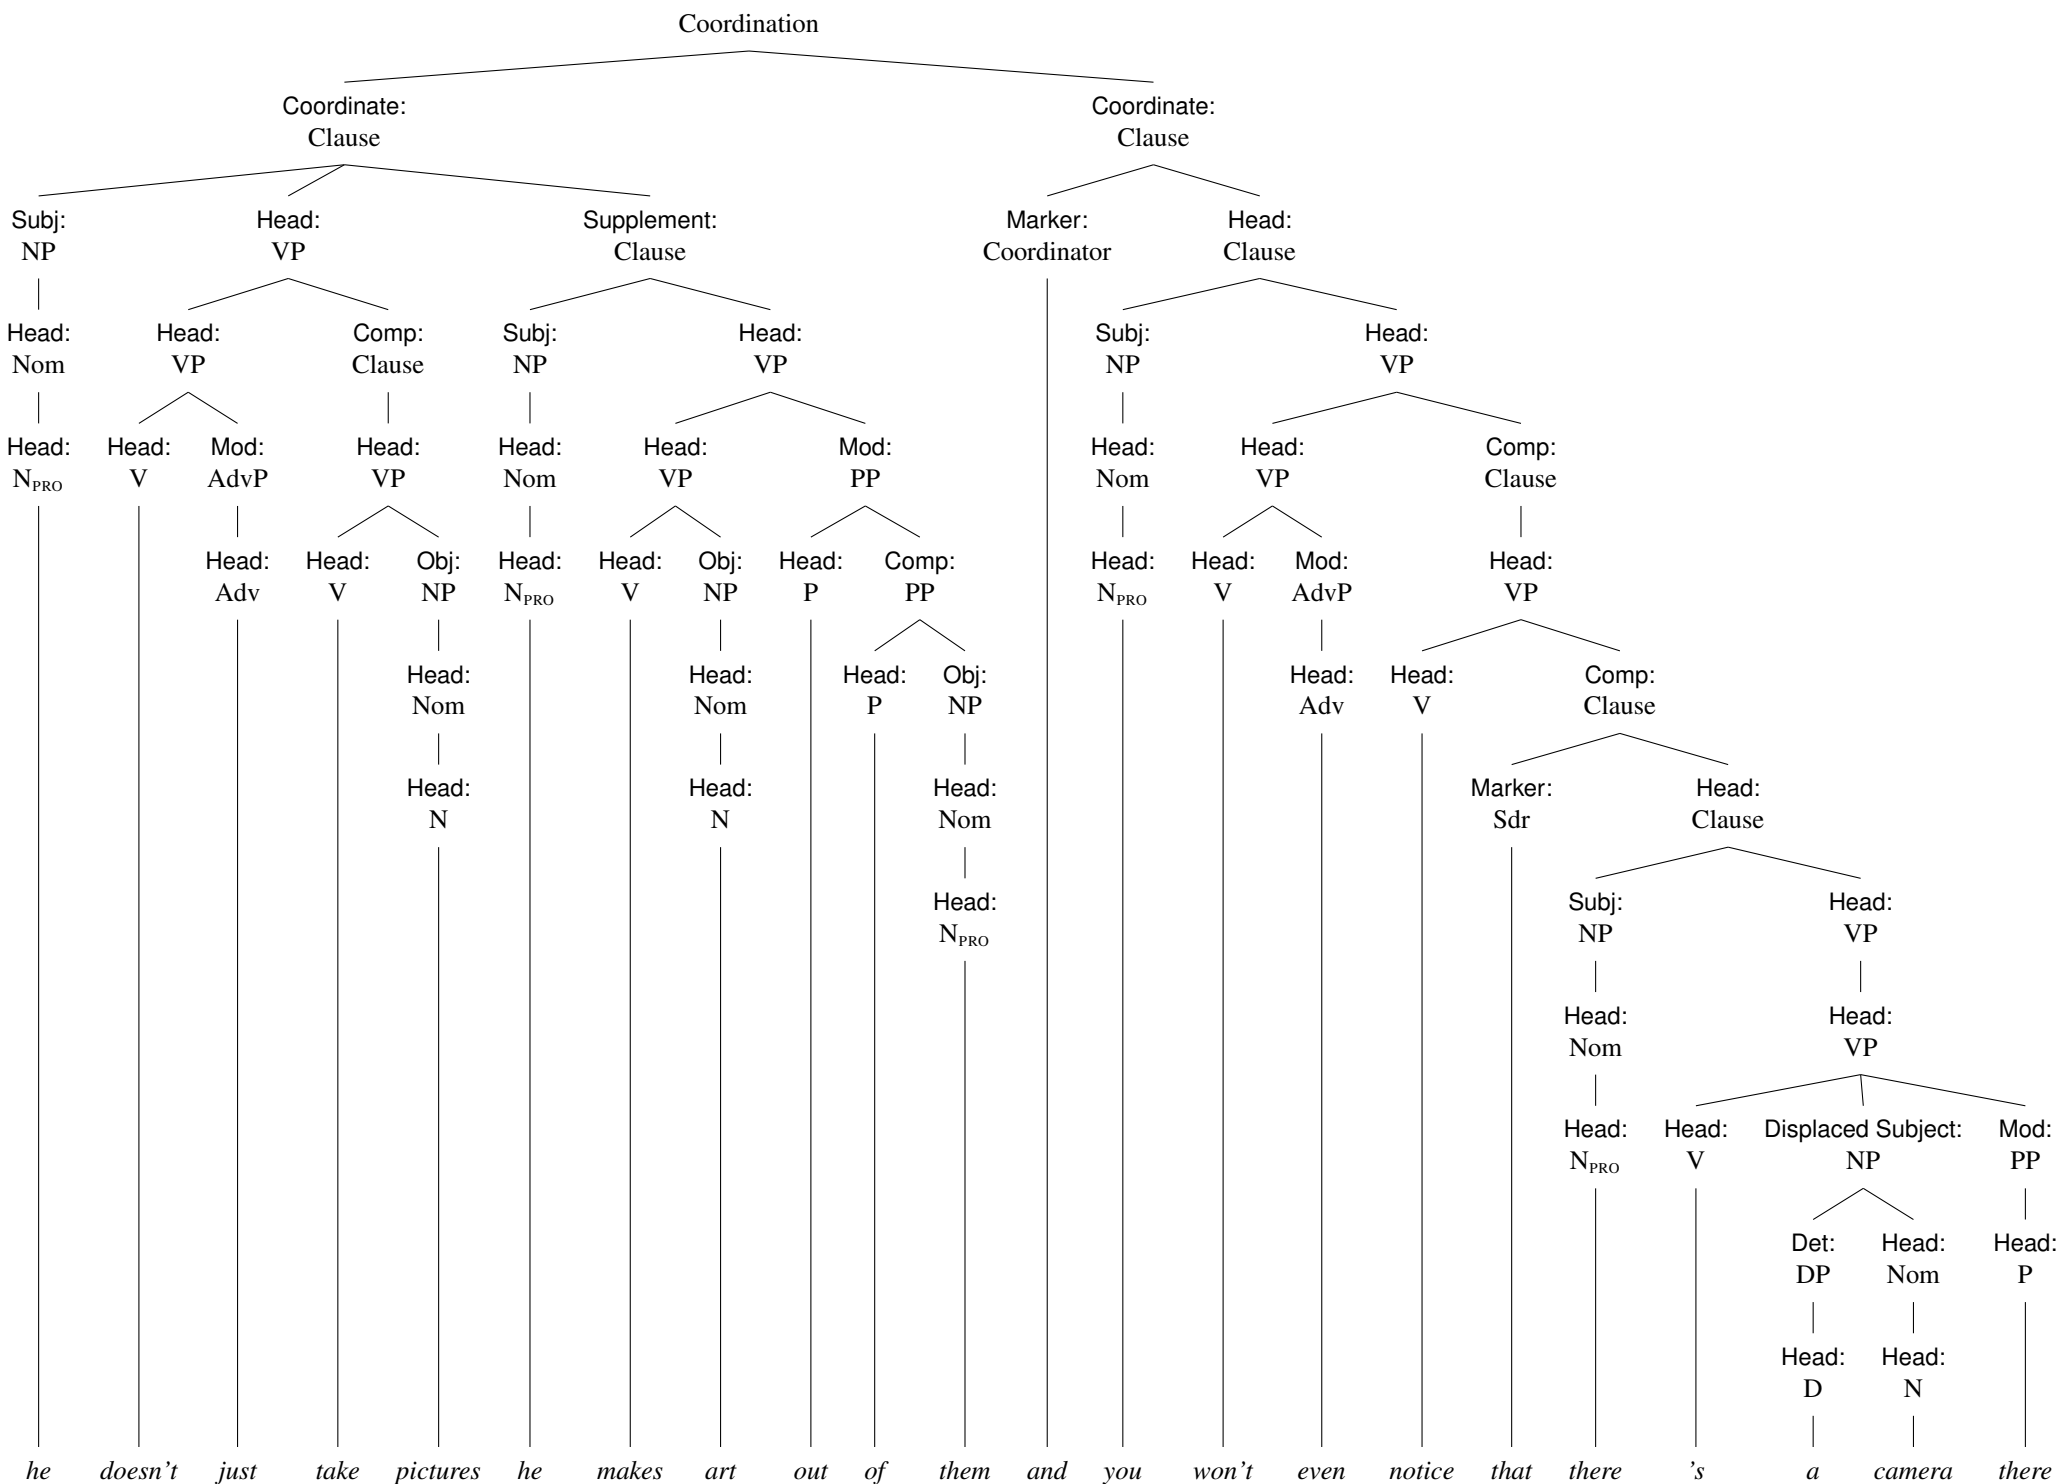 Coordination
Coordinate: Coordinate:
Clause Clause
Subj: Head: Supplement: Marker: Head:
NP VP Clause Coordinator Clause
Head: Head: Comp: Subj: Head: Subj: Head:
Nom VP Clause NP VP NP VP
Head: Head: Mod: Head: Head: Head: Mod: Head: Head: Comp:
NPRO V AdvP VP Nom VP PP Nom VP Clause
Head: Head: Obj: Head: Head: Obj: Head: Comp: Head: Head: Mod: Head:
Adv V NP NPRO V NP P PP NPRO V AdvP VP
Head: Head: Head: Obj: Head: Head: Comp:
Nom Nom P NP Adv V Clause
Head: Head: Head: Marker: Head:
N N Nom Sdr Clause
Head: Subj: Head:
NPRO NP VP
Head: Head:
Nom VP
Head: Head: Displaced Subject: Mod:
NPRO V NP PP
Det: Head: Head:
DP Nom P
Head: Head:
D N
he doesn't just take pictures he makes art out of them and you won't even notice that there 's a camera there